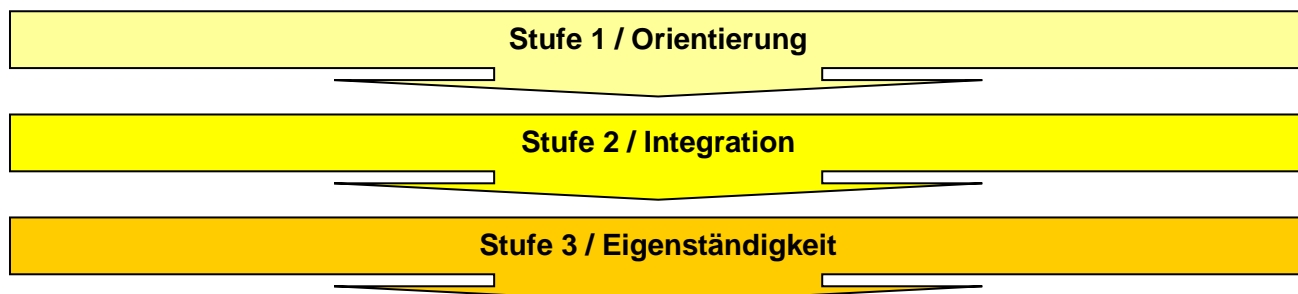 Stufe 1 / Orientierung
Stufe 2 / Integration
Stufe 3 / Eigenständigkeit